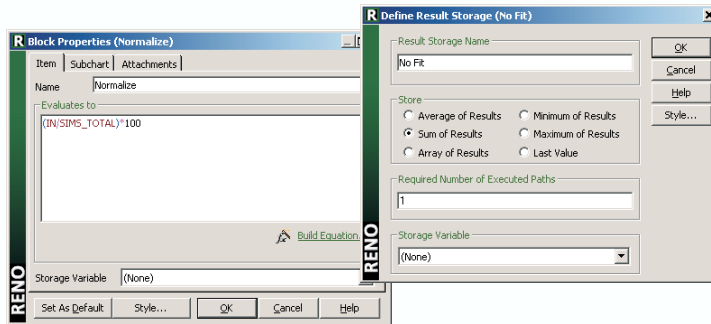 R Block Properties (Normalize)
Item Subchart Attachments
Name Normalize
Evaluates to
(IN/SIMS_TOTAL)*100
Build Equation.
Storage Variable (None)
Set As Default Style... OK Cancel Help
RENO
R Define Result Storage (No Fit)
Result Storage Name
No Fit
OK
Cancel
Help
Style...
Store
Average of Results Minimum of Results
Sum of Results Maximum of Results
Array of Results Last Value
Required Number of Executed Paths
1
Storage Variable
(None)
RENO